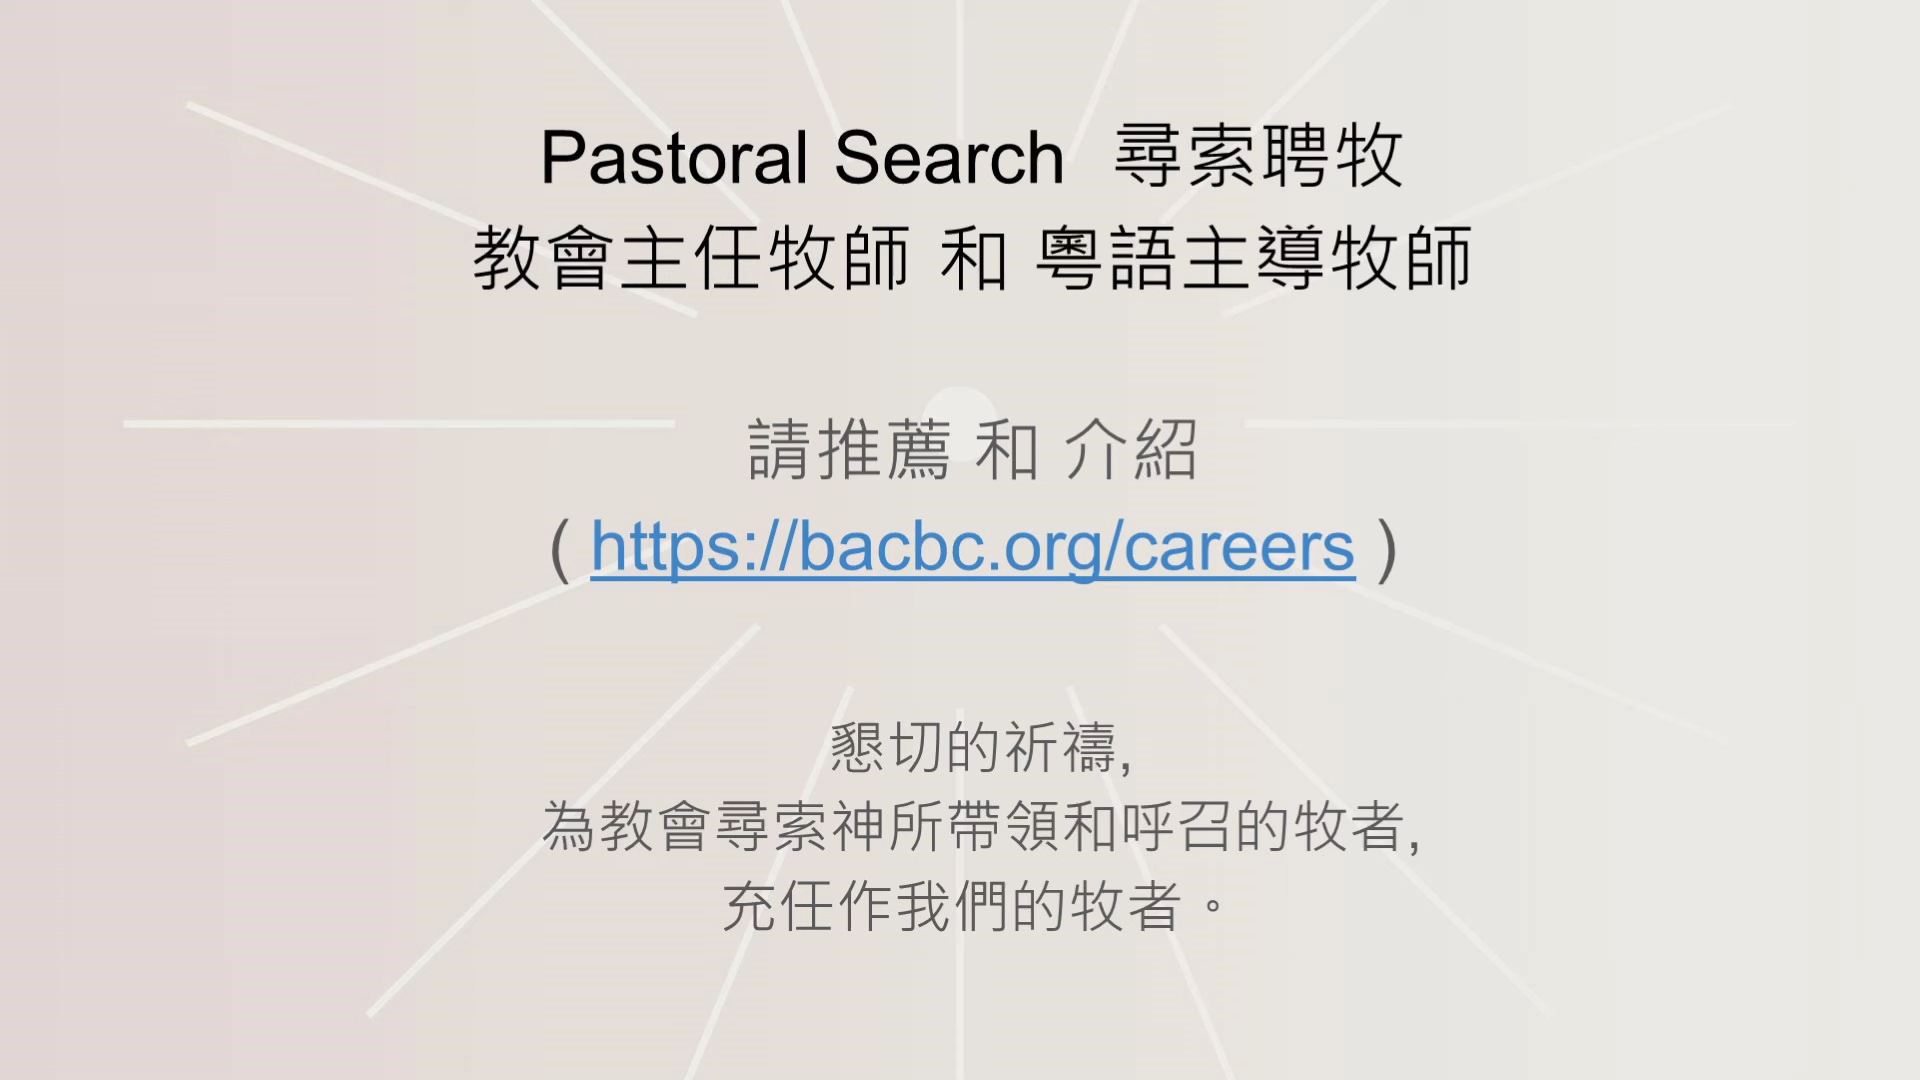 Pastoral Search 尋索聘牧
教會主任牧師 和 粵語主導牧師
請推薦 和 介紹
( https://bacbc.org/careers )
懇切的祈禱,
為教會尋索神所帶領和呼召的牧者,
充任作我們的牧者。